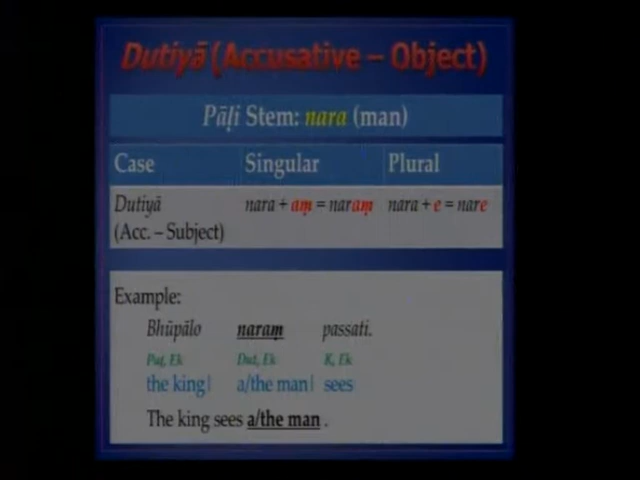 Dutiyā (Accusative – Object)
Pāḷi Stem: nara (man)
Case Singular Plural
Dutiyā nara + aṃ = naraṃ nara + e = nare
(Acc. – Subject)
Example:
Bhūpālo naraṃ passati.
Paṭ, Ek Dut, Ek K, Ek
the king| a/the man| sees
The king sees a/the man .